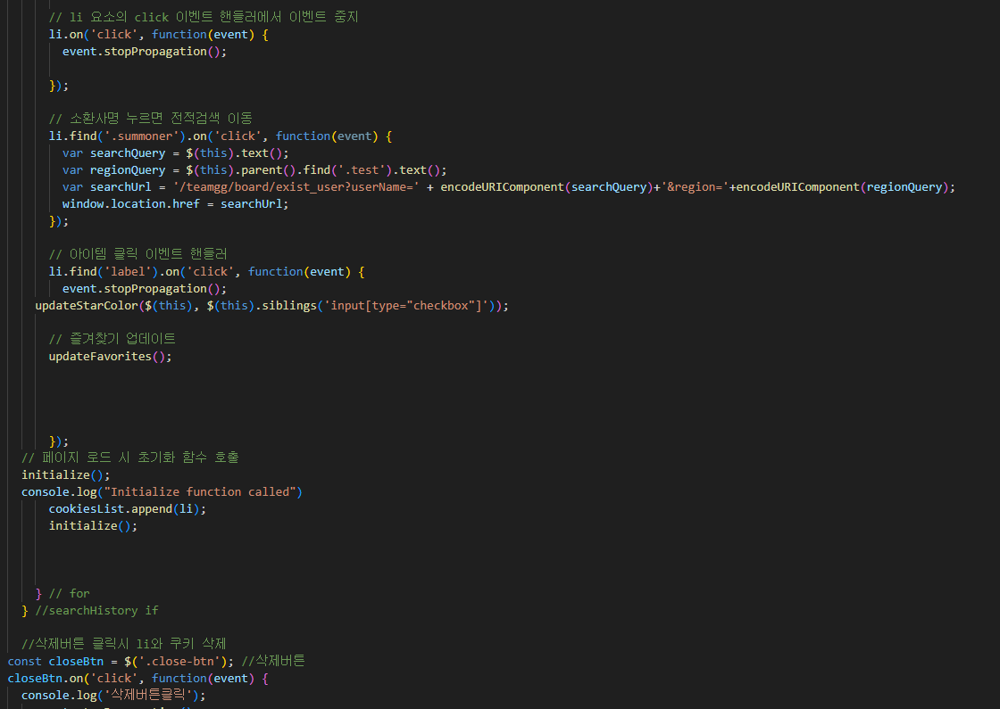 // li 요소의 click 이벤트 핸들러에서 이벤트 중지
li.on('click', function(event) {
event.stopPropagation();
});
// 소환사명 누르면 전적검색 이동
li.find('.summoner').on('click', function(event) {
var searchQuery = $(this).text();
var regionQuery = $(this).parent().find('.test').text();
var searchUrl = '/teamgg/board/exist_user?userName=' + encodeURIComponent(searchQuery)+'&region='+encodeURIComponent(regionQuery);
window.location.href = searchUrl;
});
// 아이템 클릭 이벤트 핸들러
li.find('label').on('click', function(event) {
event.stopPropagation();
updateStarColor($(this), $(this).siblings('input[type="checkbox"]'));
// 즐겨찾기 업데이트
updateFavorites();
});
// 페이지 로드 시 초기화 함수 호출
initialize();
console.log("Initialize function called")
cookiesList.append(li);
initialize();
} // for
} //searchHistory if
//삭제버튼 클릭시 li와 쿠키 삭제
const closeBtn = $('.close-btn'); //삭제버튼
closeBtn.on('click', function(event) {
console.log('삭제버튼클릭');